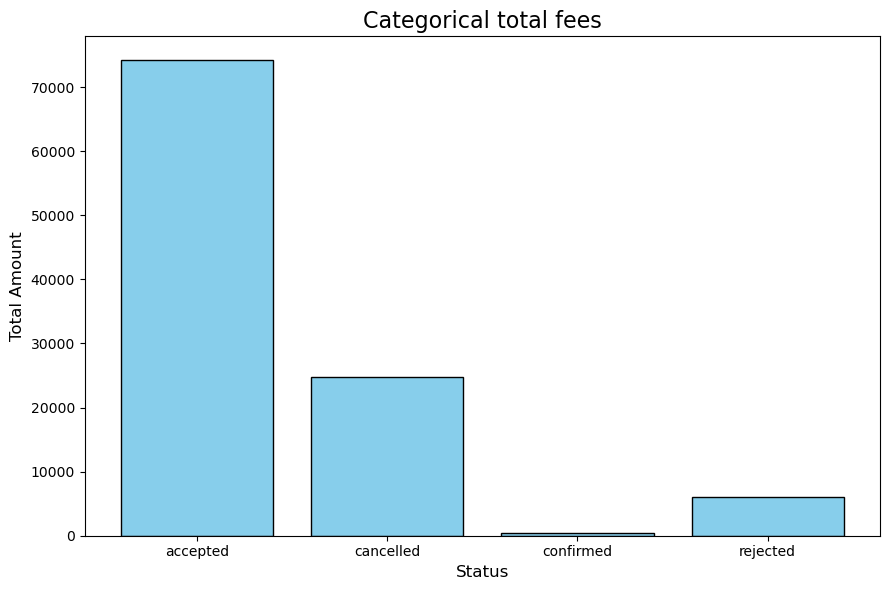 Categorical total fees
Total Amount
70000
60000
50000
40000
30000
20000
10000
0
accepted cancelled confirmed rejected
Status